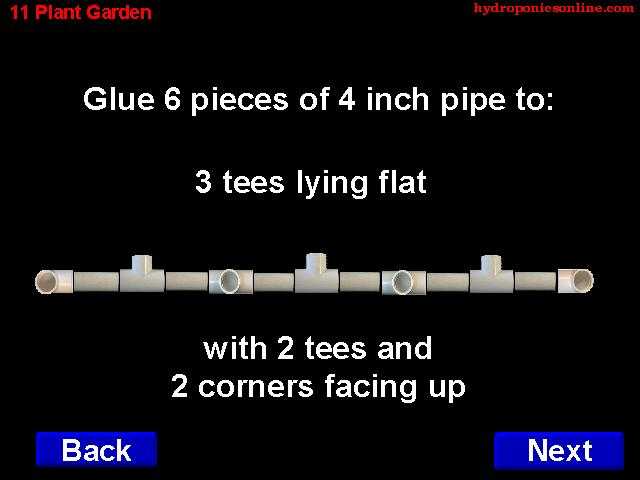 11 Plant Garden
hydroponicsonline.com
Glue 6 pieces of 4 inch pipe to:
3 tees lying flat
with 2 tees and
2 corners facing up
Back
Next